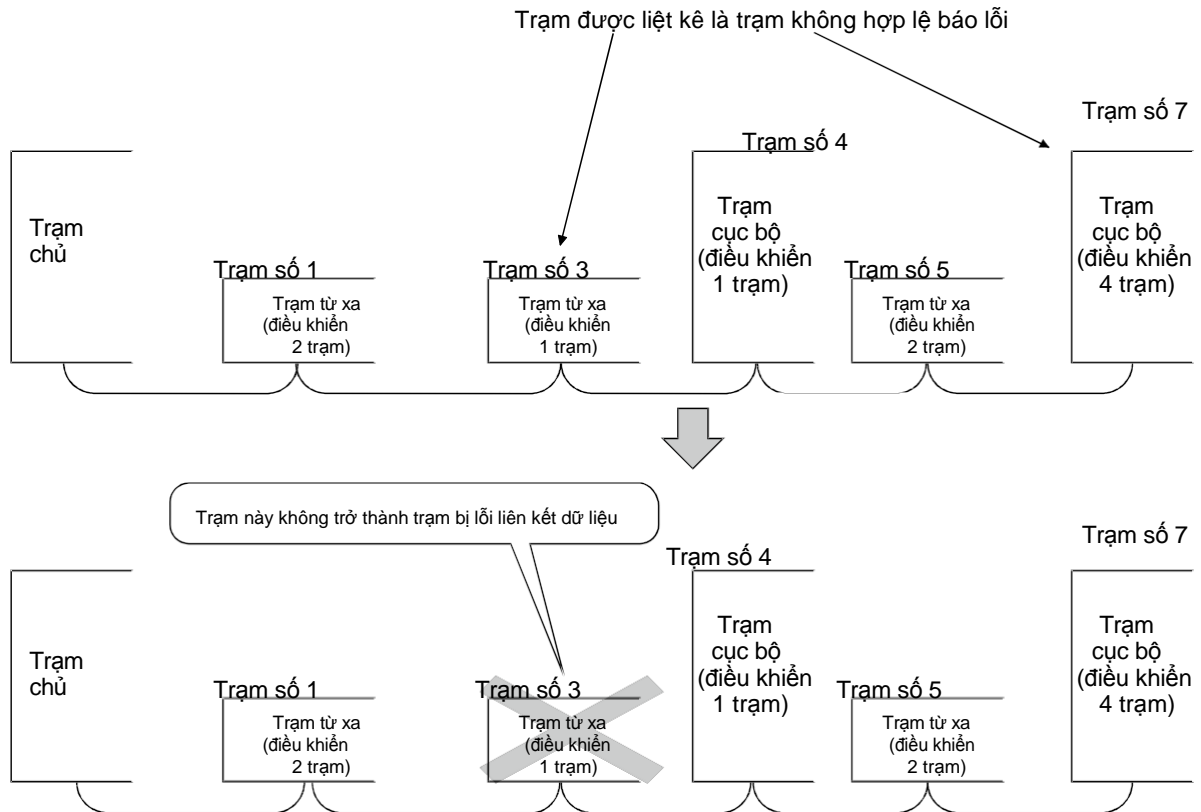 Trạm được liệt kê là trạm không hợp lệ báo lỗi
Trạm số 7
Trạm số 4
Trạm
chủ
Trạm
cục bộ
(điều khiển
1 trạm)
Trạm
cục bộ
(điều khiển
4 trạm)
Trạm số 1
Trạm số 3
Trạm số 5
Trạm từ xa
(điều khiển
2 trạm)
Trạm từ xa
(điều khiển
1 trạm)
Trạm từ xa
(điều khiển
2 trạm)
Trạm này không trở thành trạm bị lỗi liên kết dữ liệu
Trạm số 7
Trạm số 4
Trạm
chủ
Trạm
cục bộ
(điều khiển
1 trạm)
Trạm
cục bộ
(điều khiển
4 trạm)
Trạm số 1
Trạm số 3
Trạm số 5
Trạm từ xa
(điều khiển
2 trạm)
Trạm từ xa
(điều khiển
1 trạm)
Trạm từ xa
(điều khiển
2 trạm)